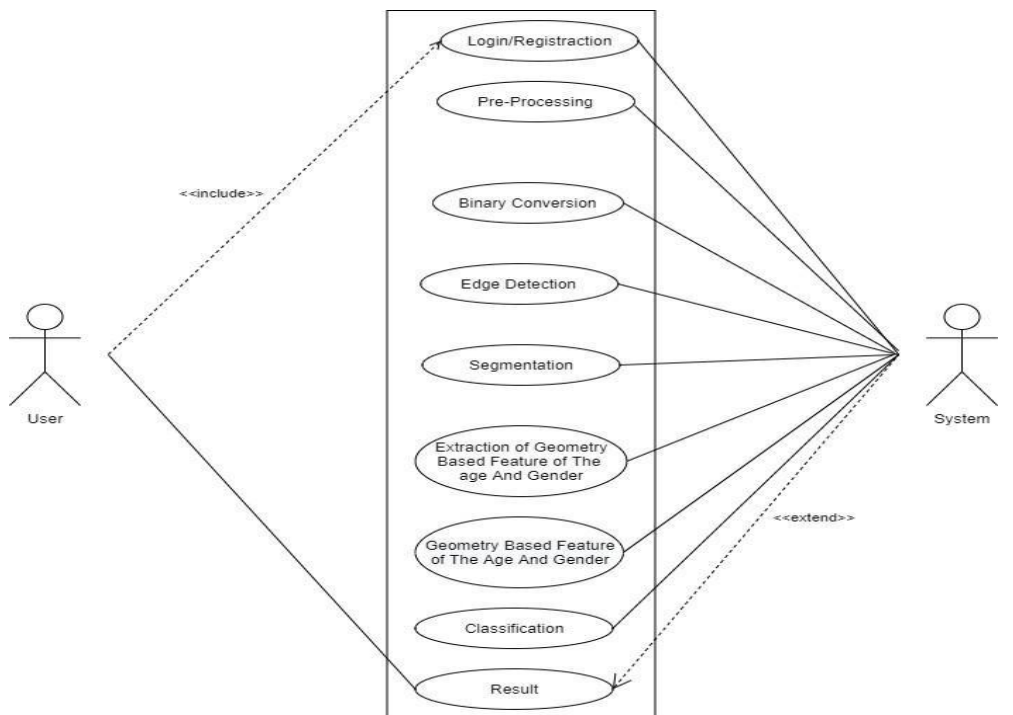 Login/Registraction
Pre-Processing
<<include>>
Binary Conversion
Edge Detection
Segmentation
User
System
Extraction of Geometry
Based Feature of The
age And Gender
<<extend>>
Geometry Based Feature
of The Age And Gender
Classification
Result